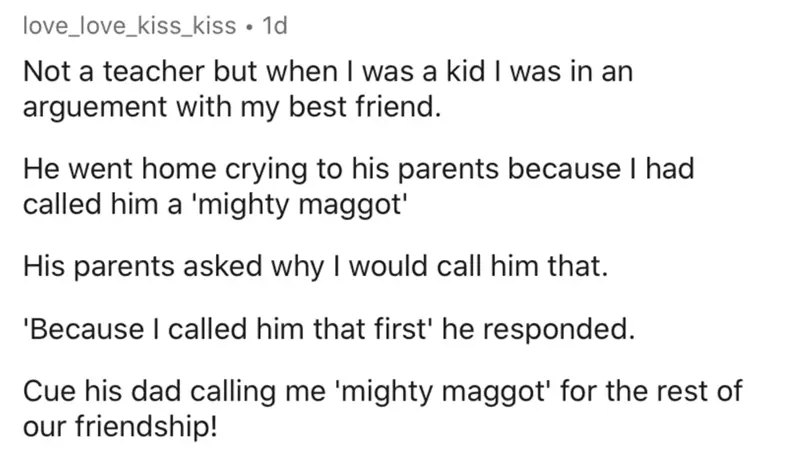 love_love_kiss_kiss • 1d
Not a teacher but when I was a kid I was in an
arguement with my best friend.
He went home crying to his parents because I had
called him a 'mighty maggot'
His parents asked why I would call him that.
'Because I called him that first' he responded.
Cue his dad calling me 'mighty maggot' for the rest of
our friendship!